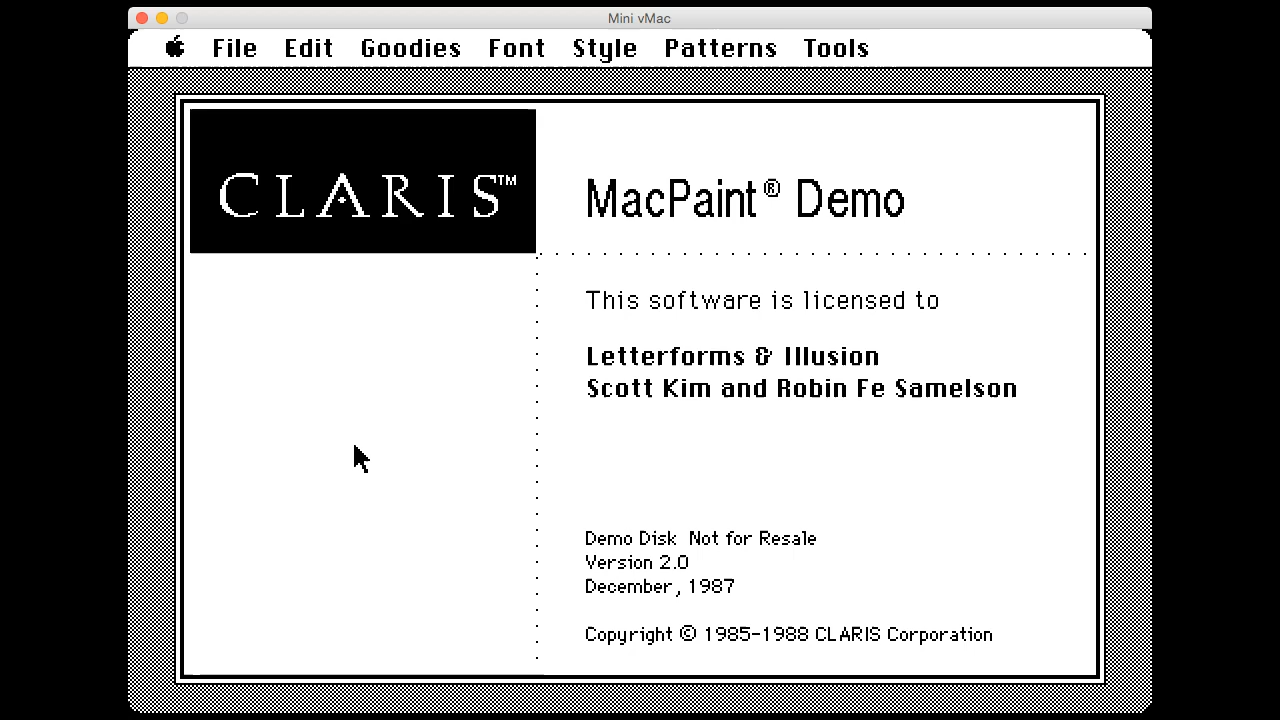 Mini vMac
File Edit Goodies Font Style Patterns Tools
CLARIS™
MacPaint® Demo
This software is licensed to
Letterforms & Illusion
Scott Kim and Robin Fe Samelson
Demo Disk  Not for Resale
Version 2.0
December, 1987
Copyright © 1985-1988 CLARIS Corporation